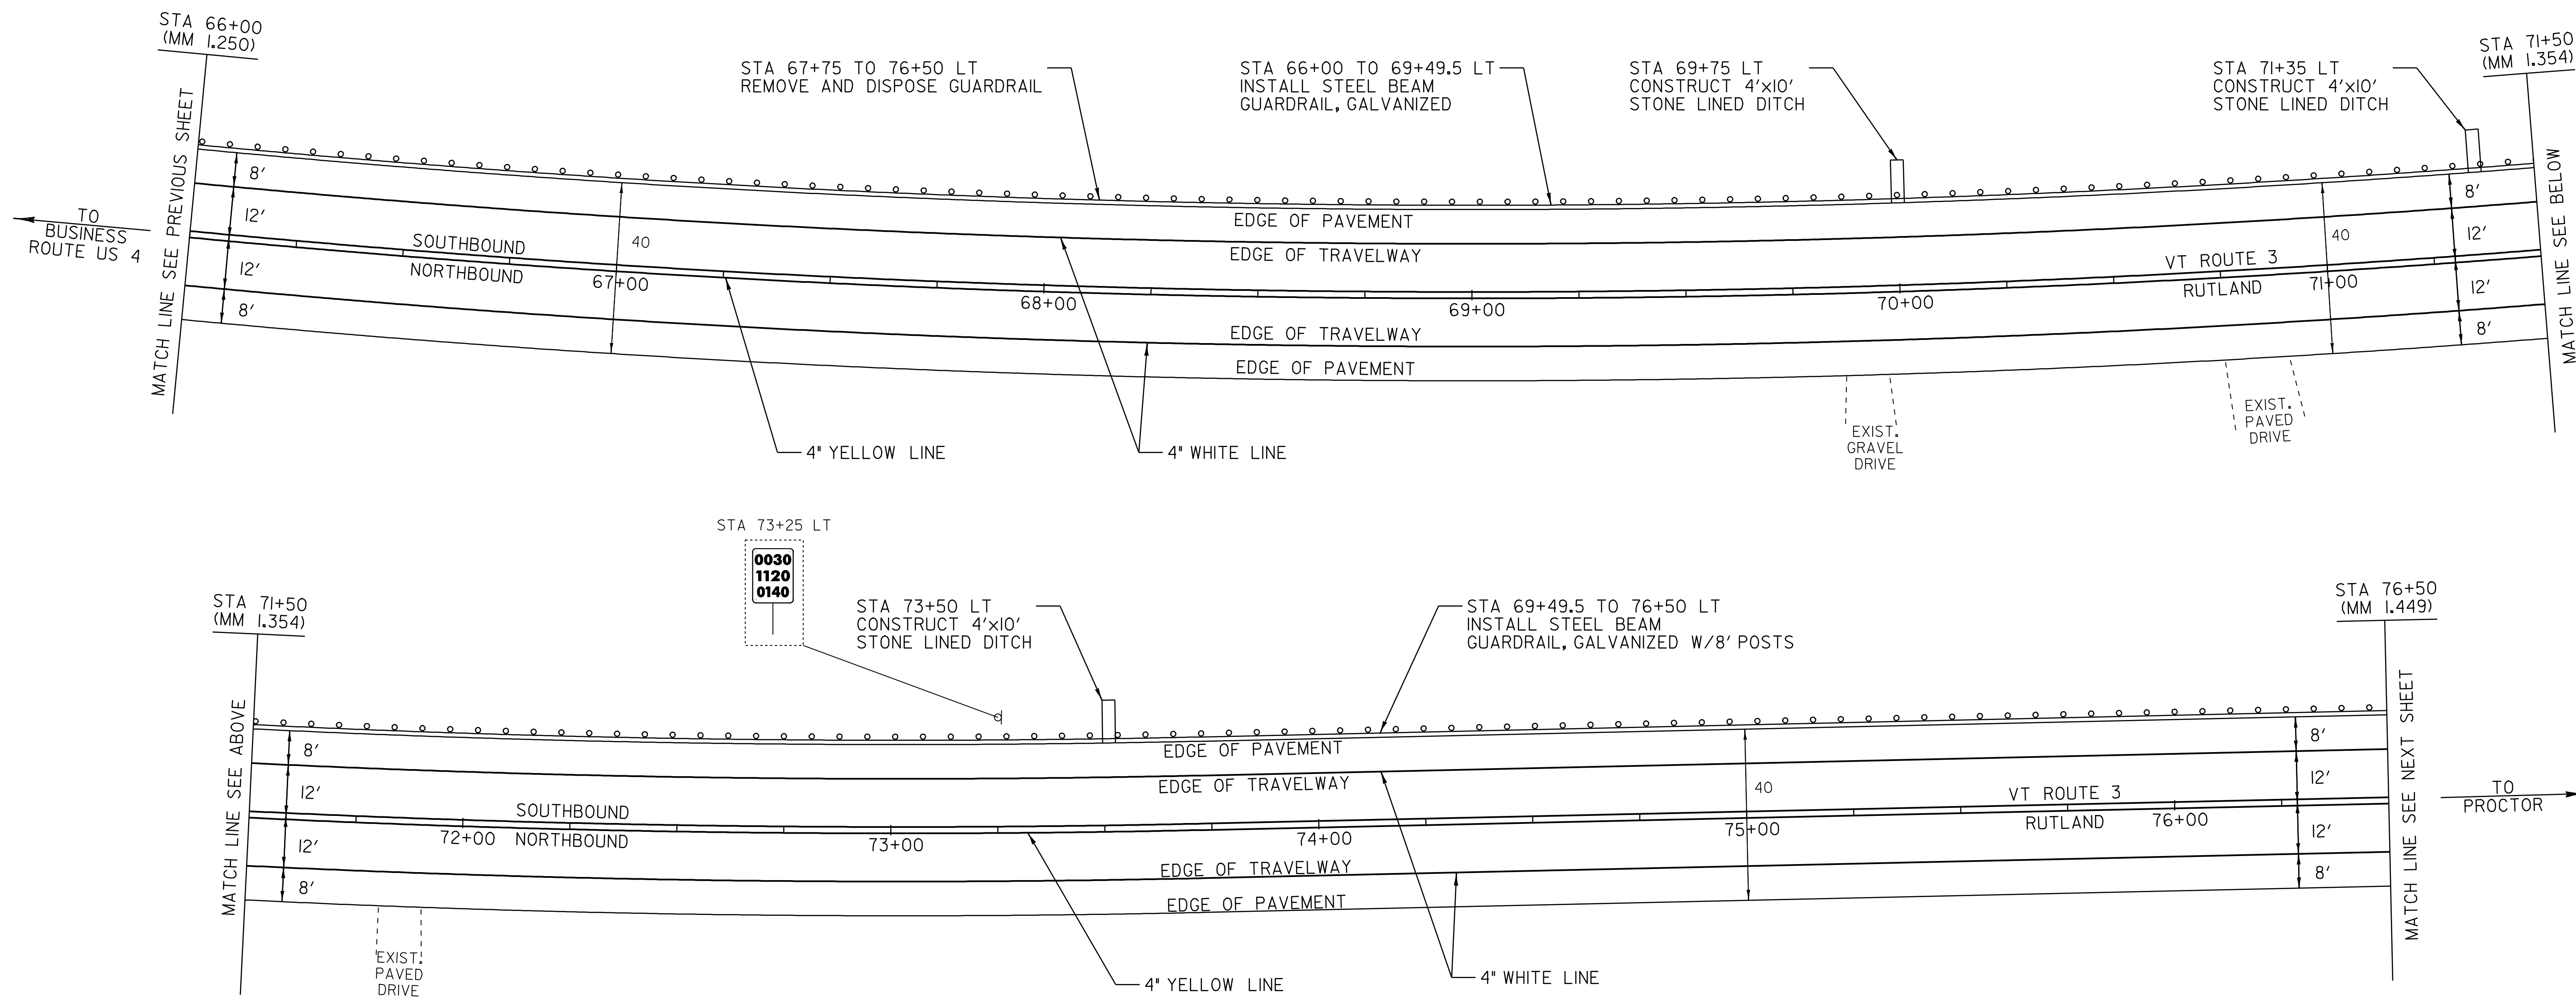 STA 66+00
(MM 1.250)
STA 67+75 TO 76+50 LT
REMOVE AND DISPOSE GUARDRAIL
STA 66+00 TO 69+49.5 LT
INSTALL STEEL BEAM
GUARDRAIL, GALVANIZED
STA 69+75 LT
CONSTRUCT 4'x10'
STONE LINED DITCH
STA 71+35 LT
CONSTRUCT 4'x10'
STONE LINED DITCH
STA 71+50
(MM 1.354)
MATCH LINE SEE PREVIOUS SHEET
TO
BUSINESS
ROUTE US 4
8'
12'
12'
8'
SOUTHBOUND
NORTHBOUND
40
67+00
68+00
69+00
70+00
71+00
EDGE OF PAVEMENT
EDGE OF TRAVELWAY
EDGE OF TRAVELWAY
EDGE OF PAVEMENT
VT ROUTE 3
RUTLAND
40
8'
12'
12'
8'
MATCH LINE SEE BELOW
4" YELLOW LINE
4" WHITE LINE
EXIST.
GRAVEL
DRIVE
EXIST.
PAVED
DRIVE
STA 73+25 LT
0030
1120
0140
STA 71+50
(MM 1.354)
STA 73+50 LT
CONSTRUCT 4'x10'
STONE LINED DITCH
STA 69+49.5 TO 76+50 LT
INSTALL STEEL BEAM
GUARDRAIL, GALVANIZED W/8' POSTS
STA 76+50
(MM 1.449)
MATCH LINE SEE ABOVE
8'
12'
12'
8'
SOUTHBOUND
NORTHBOUND
72+00
73+00
74+00
75+00
76+00
EDGE OF PAVEMENT
EDGE OF TRAVELWAY
EDGE OF TRAVELWAY
EDGE OF PAVEMENT
40
VT ROUTE 3
RUTLAND
8'
12'
12'
8'
MATCH LINE SEE NEXT SHEET
TO
PROCTOR
EXIST.
PAVED
DRIVE
4" YELLOW LINE
4" WHITE LINE